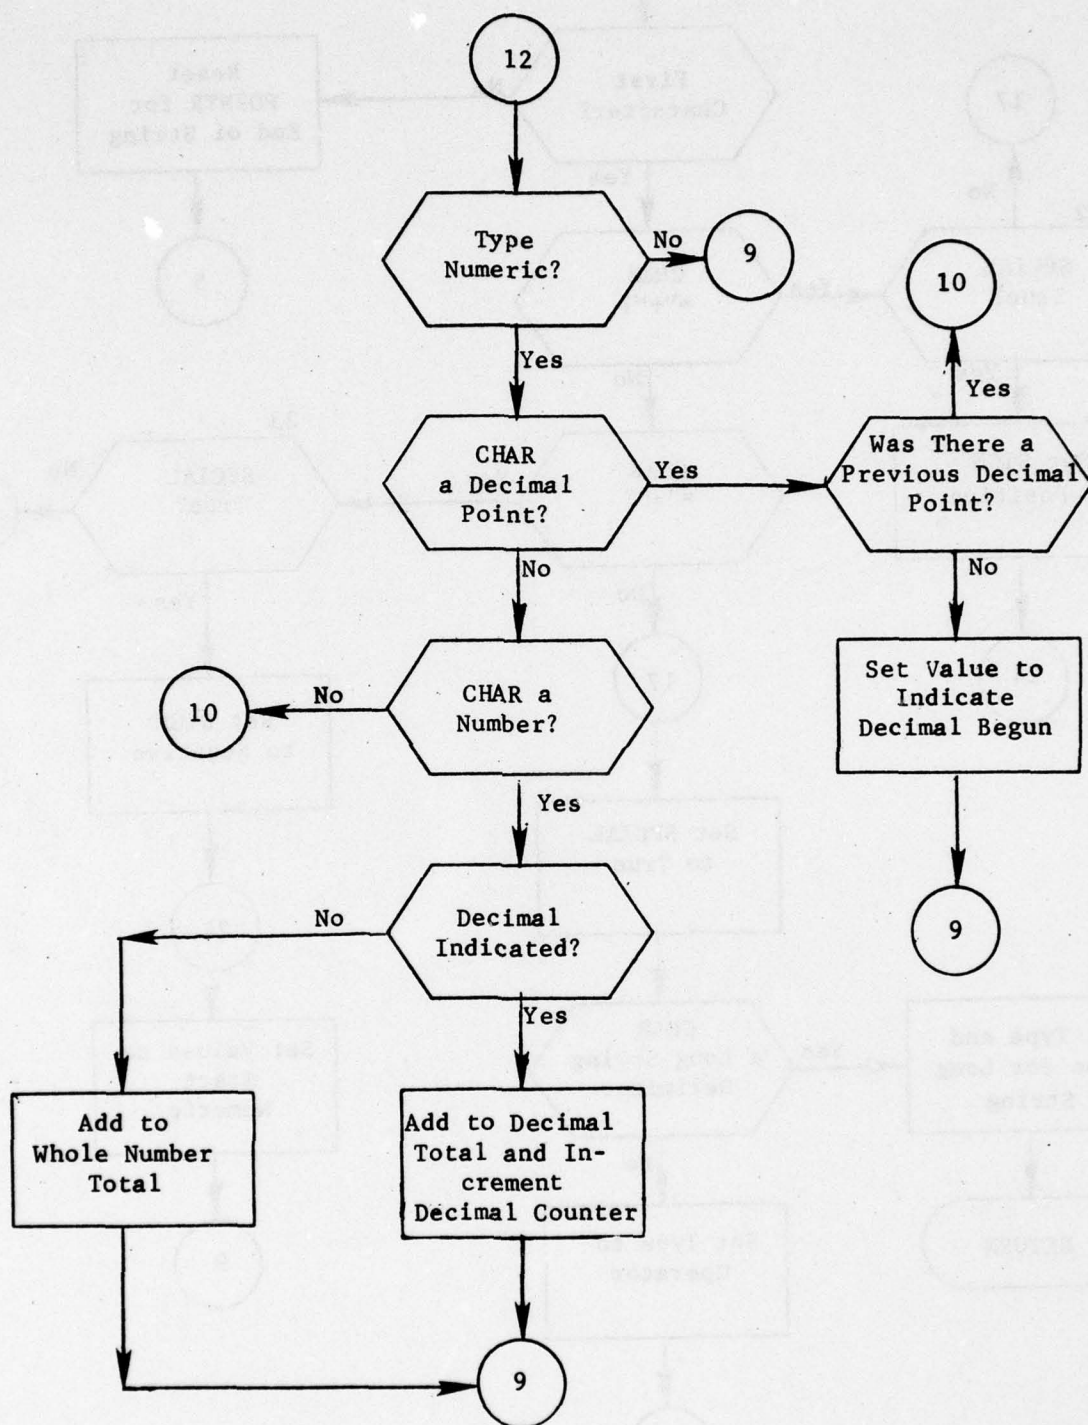 12
Type
Numeric?
No
9
10
Yes
Yes
CHAR
a Decimal
Point?
Yes
Was There a
Previous Decimal
Point?
No
No
10
No
CHAR a
Number?
Set Value to
Indicate
Decimal Begun
Yes
No
Decimal
Indicated?
9
Yes
Add to
Whole Number
Total
Add to Decimal
Total and In-
crement
Decimal Counter
9